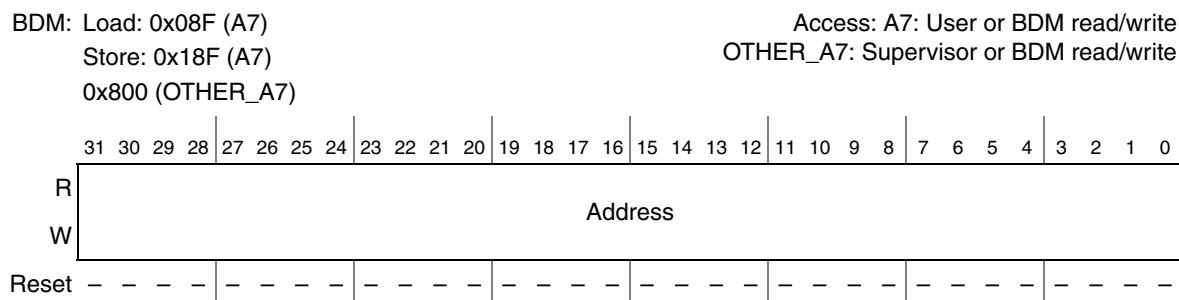 BDM: Load: 0x08F (A7) Access: A7: User or BDM read/write
Store: 0x18F (A7) OTHER_A7: Supervisor or BDM read/write
0x800 (OTHER_A7)
31 30 29 28 27 26 25 24 23 22 21 20 19 18 17 16 15 14 13 12 11 10 9 8 7 6 5 4 3 2 1 0
R
Address
W
Reset – – – – – – – – – – – – – – – – – – – – – – – – – – – – – – – –